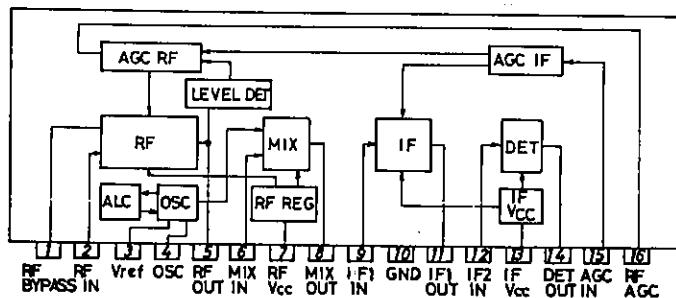 AGC RF
AGC IF
LEVEL DET
RF
MIX
IF
DET
ALC
OSC
RF REG
IF
VCC
1 2 3 4 5 6 7 8 9 10 11 12 13 14 15 16
RF BYPASS
RF IN
Vref
OSC
RF OUT
MIX IN
RF Vcc
MIX OUT
IF1 IN
GND
IF1 OUT
IF2 IN
IF Vcc
DET OUT
AGC IN
RF AGC